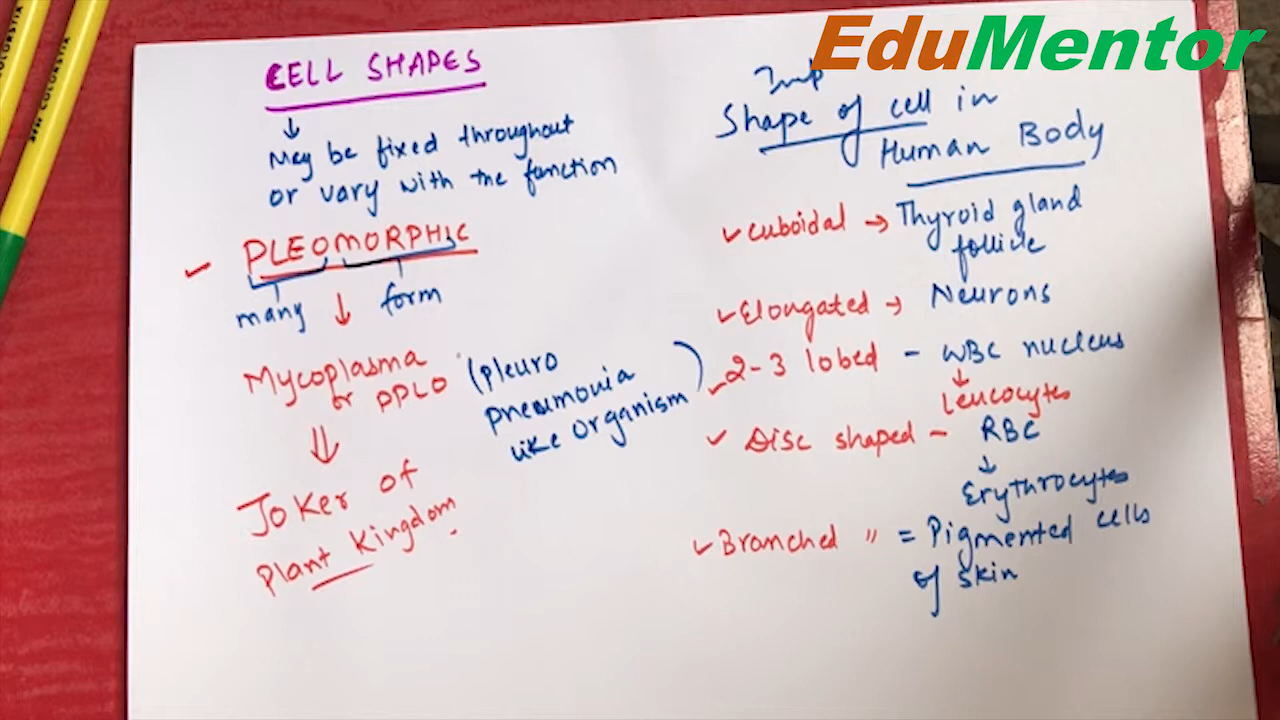 EduMentor
CELL SHAPES
↓
May be fixed throughout
or vary with the function
✓ PLEOMORPHIC
many ↓ form
Mycoplasma
or PPLO (pleuro
pneumonia
like organism)
⇓
Joker of
Plant Kingdom
Imp
Shape of cell in
Human Body
✓ Cuboidal → Thyroid gland
follicle
✓ Elongated → Neurons
✓ 2-3 lobed - WBC nucleus
↓
Leucocytes
✓ Disc shaped - RBC
↓
Erythrocytes
✓ Branched " = Pigmented cells
of skin